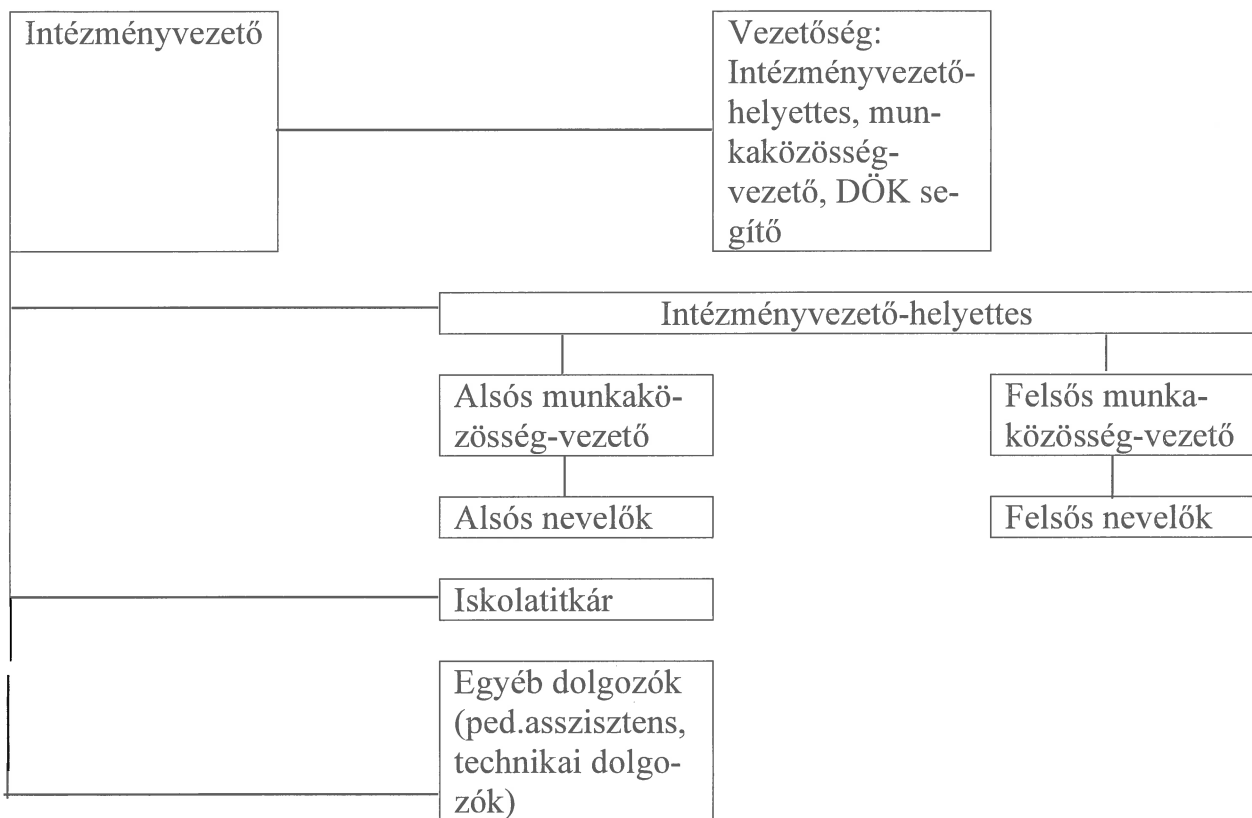 Intézményvezető
Vezetőség:
Intézményvezető-
helyettes, mun-
kaközösség-
vezető, DÖK se-
gítő
Intézményvezető-helyettes
Alsós munkakö-
zösség-vezető
Felsős munka-
közösség-vezető
Alsós nevelők
Felsős nevelők
Iskolatitkár
Egyéb dolgozók
(ped.asszisztens,
technikai dolgo-
zók)